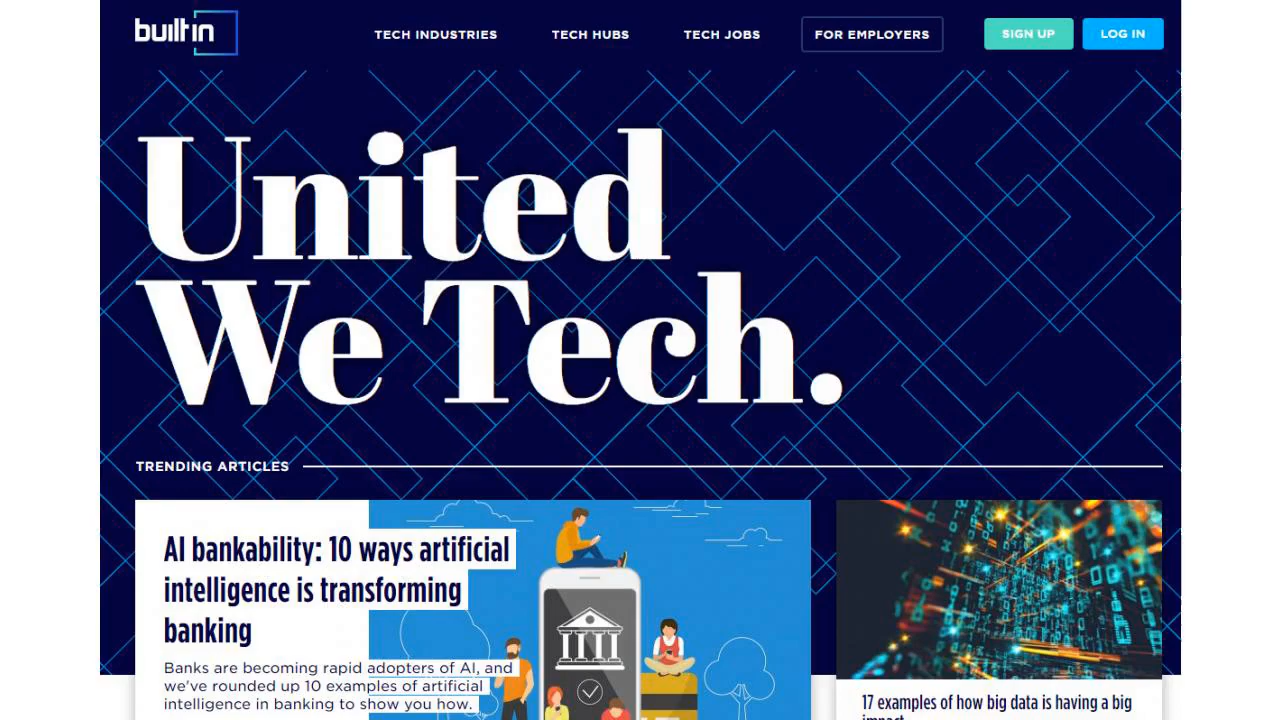 builtin
TECH INDUSTRIES
TECH HUBS
TECH JOBS
FOR EMPLOYERS
SIGN UP
LOG IN
United
We Tech.
TRENDING ARTICLES
AI bankability: 10 ways artificial
intelligence is transforming
banking
Banks are becoming rapid adopters of AI, and
we've rounded up 10 examples of artificial
intelligence in banking to show you how.
17 examples of how big data is having a big
impact